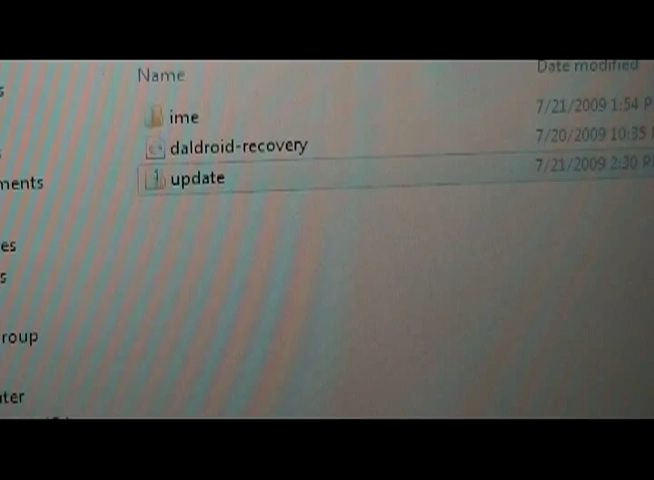 Name Date modified
ime 7/21/2009 1:54 P
daldroid-recovery 7/20/2009 10:35
update 7/21/2009 2:30 P
ments
es
s
roup
ter